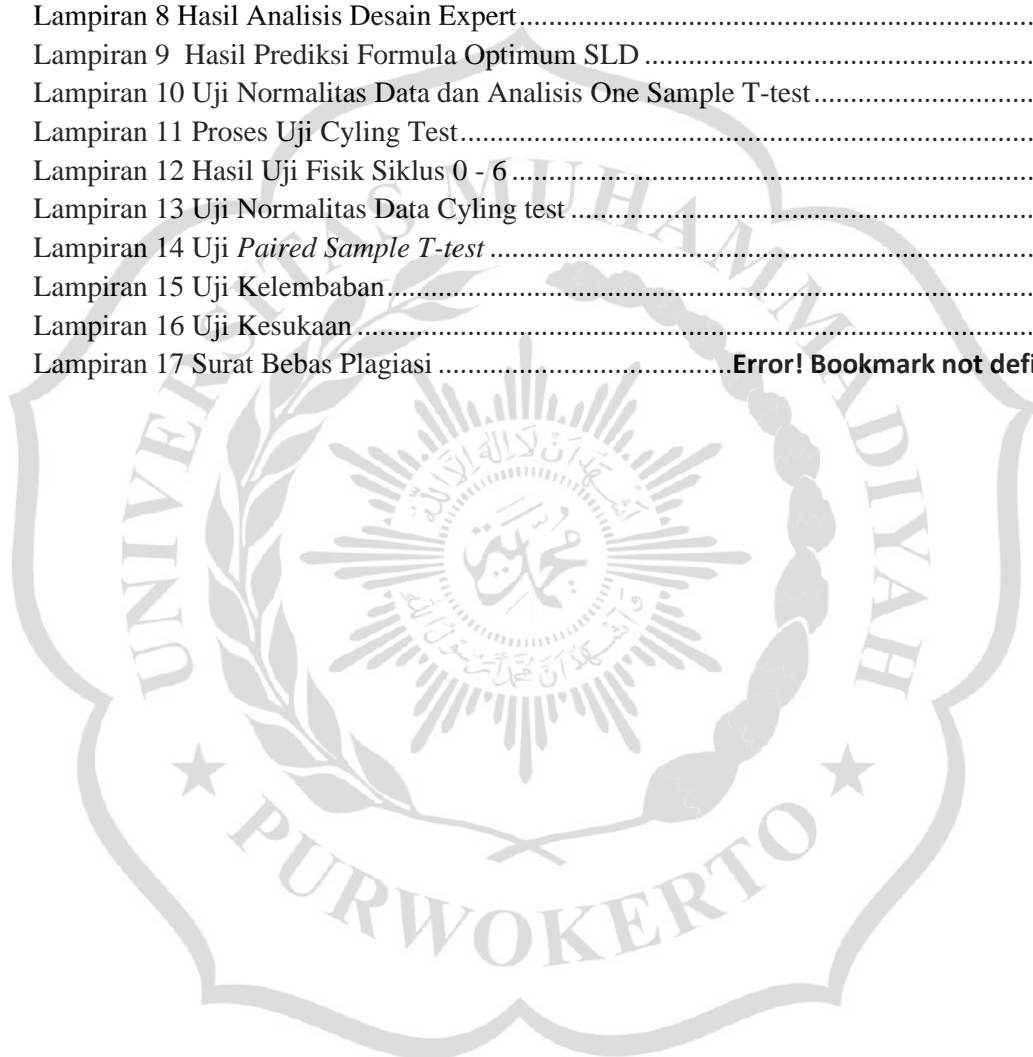 Lampiran 8 Hasil Analisis Desain Expert................................................................
Lampiran 9  Hasil Prediksi Formula Optimum SLD................................................................
Lampiran 10 Uji Normalitas Data dan Analisis One Sample T-test................................
Lampiran 11 Proses Uji Cyling Test................................................................
Lampiran 12 Hasil Uji Fisik Siklus 0 - 6................................................................
Lampiran 13 Uji Normalitas Data Cyling test................................................................
Lampiran 14 Uji Paired Sample T-test................................................................
Lampiran 15 Uji Kelembaban................................................................
Lampiran 16 Uji Kesukaan................................................................
Lampiran 17 Surat Bebas Plagiasi................................Error! Bookmark not defi
UNIVERSITAS MUHAMMADIYAH
PURWOKERTO